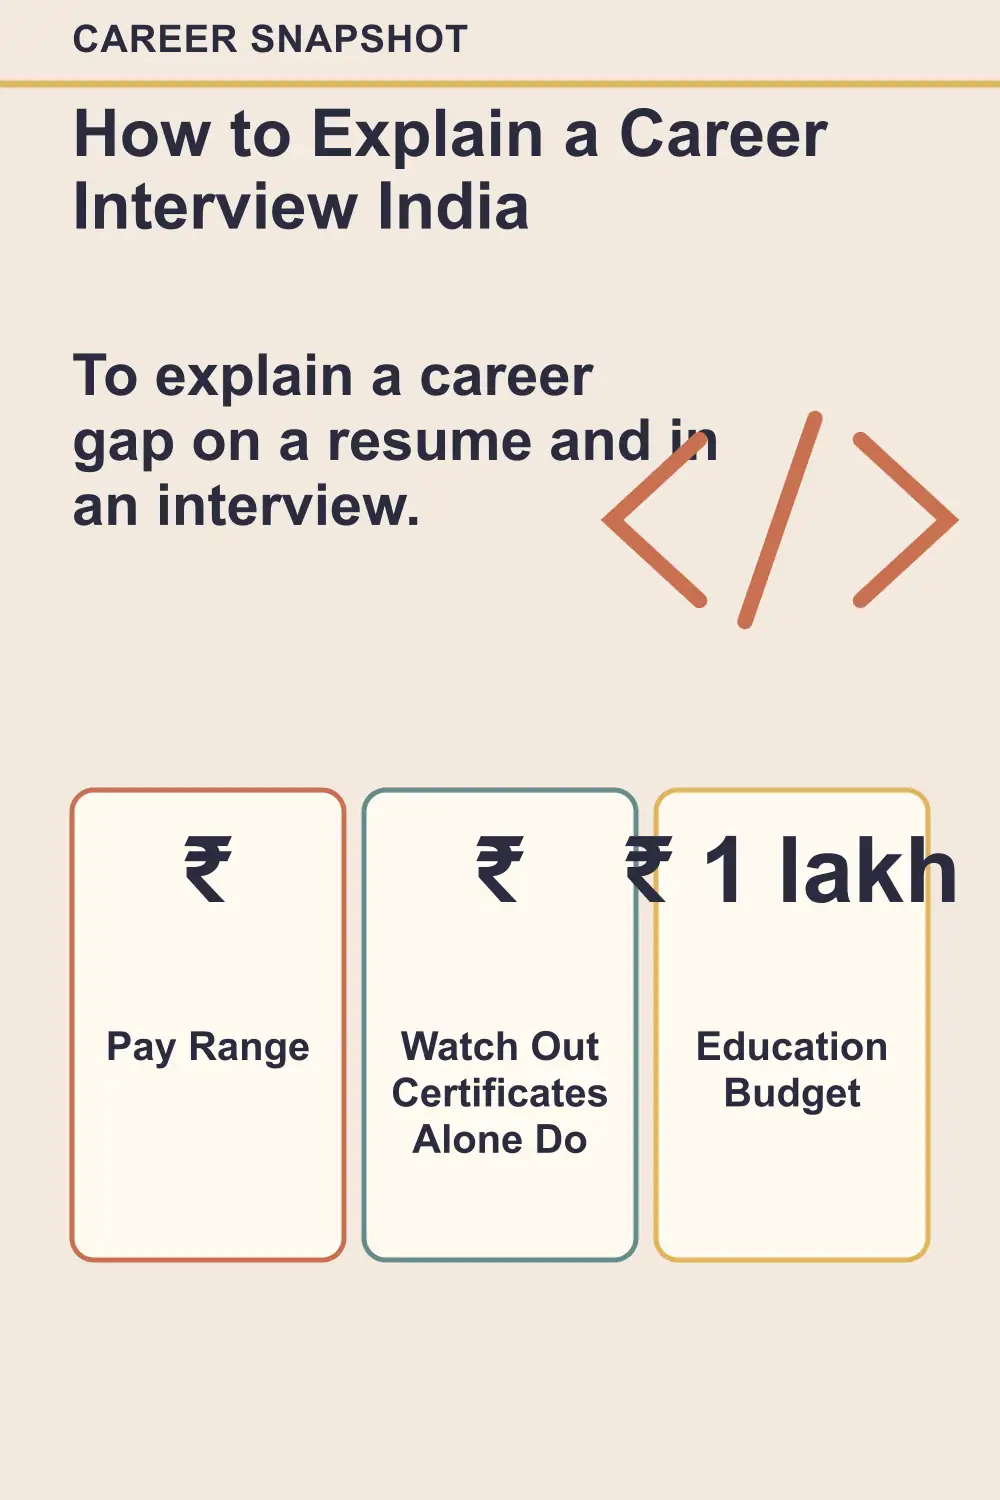 CAREER SNAPSHOT
How to Explain a Career
Interview India
To explain a career
gap on a resume and in
an interview.
</>
₹
Pay Range
₹
Watch Out
Certificates
Alone Do
₹ 1 lakh
Education
Budget